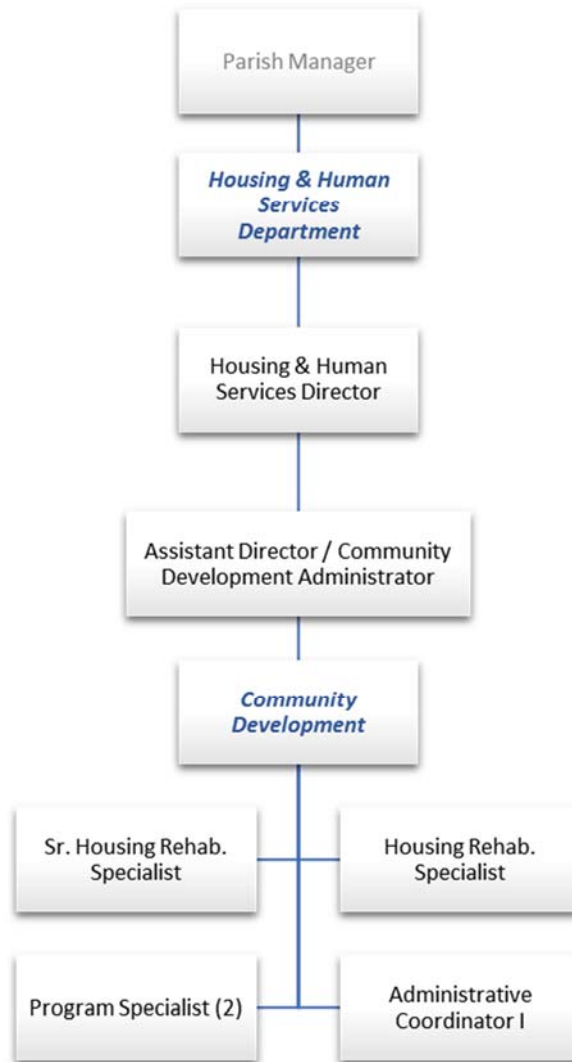 Parish Manager
Housing & Human
Services
Department
Housing & Human
Services Director
Assistant Director / Community
Development Administrator
Community
Development
Sr. Housing Rehab.
Specialist
Housing Rehab.
Specialist
Program Specialist (2)
Administrative
Coordinator I